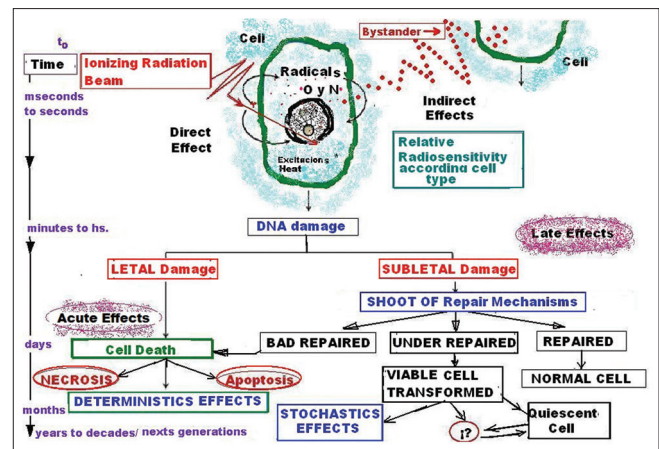 t₀
Time
Ionizing Radiation
Beam
Cell
Bystander
Cell
mseconds
to seconds
Radicals
O y N
Direct
Effect
Indirect
Effects
Excitacions
Heat
Relative
Radiosensitivity
according cell
type
minutes to hs.
DNA damage
Late Effects
LETAL Damage
SUBLETAL Damage
SHOOT OF Repair Mechanisms
Acute Effects
days
Cell Death
BAD REPAIRED
UNDER REPAIRED
REPAIRED
NECROSIS
Apoptosis
VIABLE CELL
TRANSFORMED
NORMAL CELL
DETERMINISTICS EFFECTS
months
STOCHASTICS
EFFECTS
¡?
Quiescent
Cell
years to decades/ nexts generations